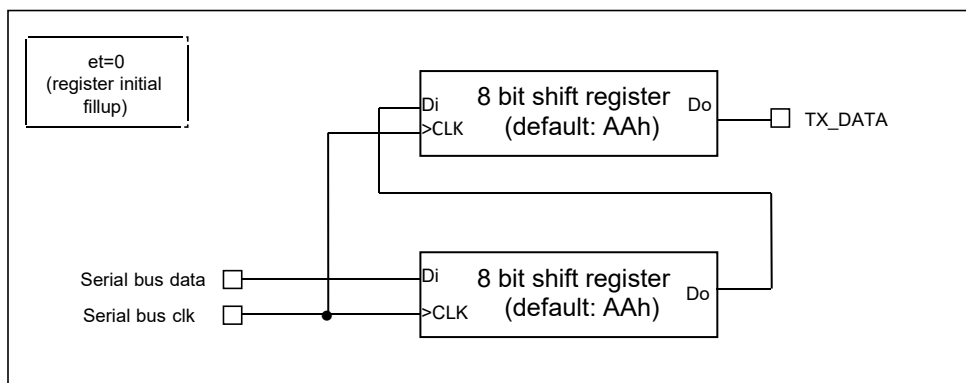 et=0
(register initial
fillup)
Di
>CLK
8 bit shift register
(default: AAh)
Do
TX_DATA
Serial bus data
Serial bus clk
Di
>CLK
8 bit shift register
(default: AAh)
Do